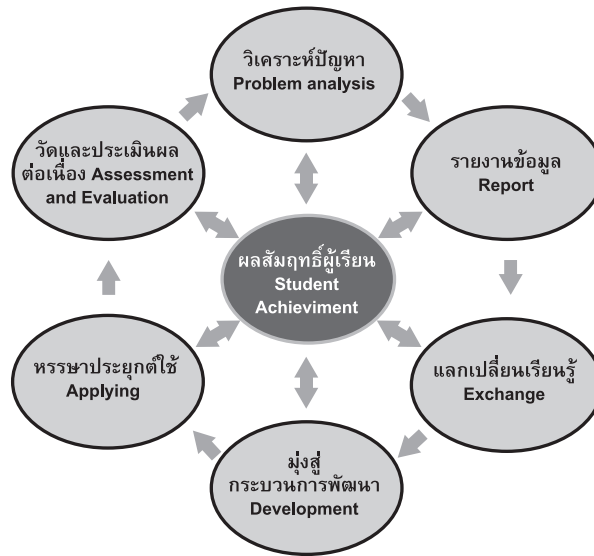 วิเคราะห์ปัญหา
Problem analysis
วัดและประเมินผล
ต่อเนื่อง Assessment
and Evaluation
รายงานข้อมูล
Report
ผลสัมฤทธิ์ผู้เรียน
Student
Achieviment
หรรษาประยุกต์ใช้
Applying
แลกเปลี่ยนเรียนรู้
Exchange
มุ่งสู่
กระบวนการพัฒนา
Development